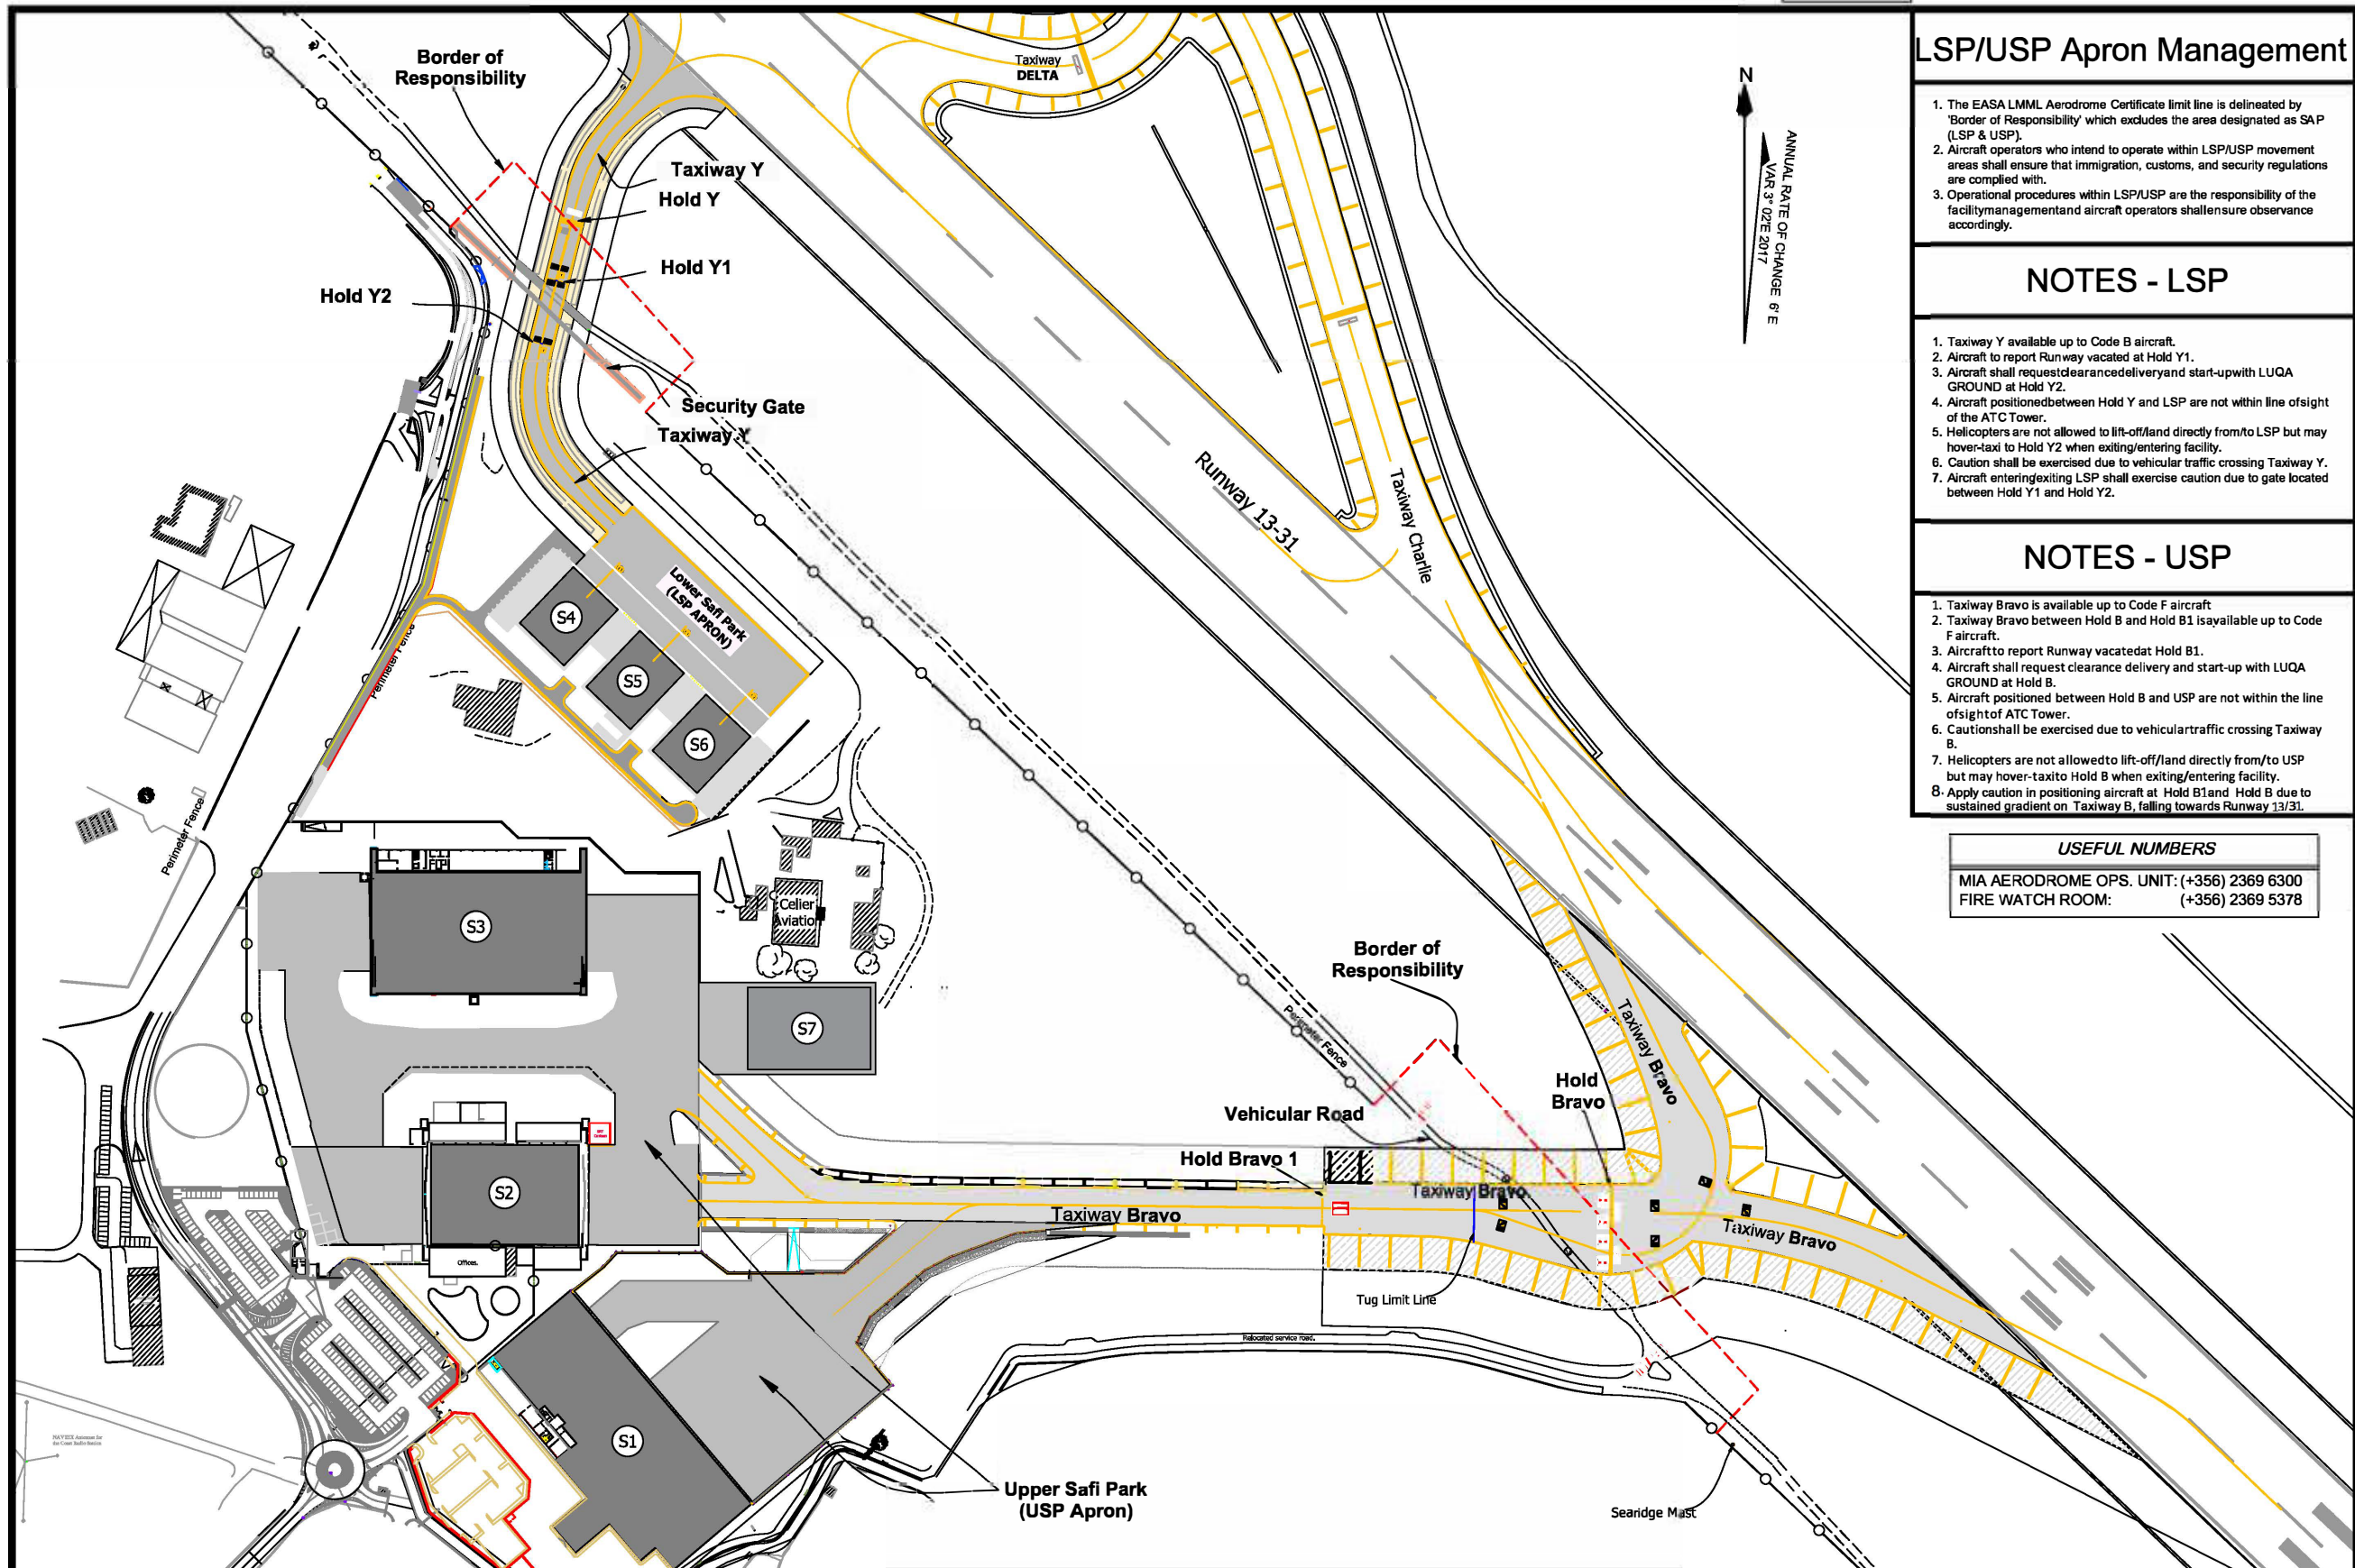 Border of
Responsibility
Taxiway
DELTA
N
ANNUAL RATE OF CHANGE 6' E
VAR 3° 02'E 2017
Taxiway Y
Hold Y
Hold Y1
Hold Y2
Security Gate
Taxiway Y
Runway 13-31
Taxiway Charlie
Lower Safi Park
(LSP APRON)
S4
S5
S6
Perimeter Fence
Perimeter Fence
S3
Celier
Aviatio
S7
Border of
Responsibility
Perimeter Fence
Taxiway Bravo
Hold
Bravo
Vehicular Road
Hold Bravo 1
Taxiway Bravo
S2
Taxiway Bravo
Taxiway Bravo
Offices.
Tug Limit Line
Relocated service road.
S1
Upper Safi Park
(USP Apron)
Searidge Mast
LSP/USP Apron Management
1. The EASA LMML Aerodrome Certificate limit line is delineated by
'Border of Responsibility' which excludes the area designated as SAP
(LSP & USP).
2. Aircraft operators who intend to operate within LSP/USP movement
areas shall ensure that immigration, customs, and security regulations
are complied with.
3. Operational procedures within LSP/USP are the responsibility of the
facilitymanagementand aircraft operators shallensure observance
accordingly.
NOTES - LSP
1. Taxiway Y available up to Code B aircraft.
2. Aircraft to report Runway vacated at Hold Y1.
3. Aircraft shall requestclearancedeliveryand start-upwith LUQA
GROUND at Hold Y2.
4. Aircraft positionedbetween Hold Y and LSP are not within line ofsight
of the ATC Tower.
5. Helicopters are not allowed to lift-off/land directly from/to LSP but may
hover-taxi to Hold Y2 when exiting/entering facility.
6. Caution shall be exercised due to vehicular traffic crossing Taxiway Y.
7. Aircraft entering/exiting LSP shall exercise caution due to gate located
between Hold Y1 and Hold Y2.
NOTES - USP
1. Taxiway Bravo is available up to Code F aircraft
2. Taxiway Bravo between Hold B and Hold B1 isayailable up to Code
F aircraft.
3. Aircraftto report Runway vacatedat Hold B1.
4. Aircraft shall request clearance delivery and start-up with LUQA
GROUND at Hold B.
5. Aircraft positioned between Hold B and USP are not within the line
ofsightof ATC Tower.
6. Cautionshall be exercised due to vehiculartraffic crossing Taxiway
B.
7. Helicopters are not allowedto lift-off/land directly from/to USP
but may hover-taxito Hold B when exiting/entering facility.
8. Apply caution in positioning aircraft at Hold B1and Hold B due to
sustained gradient on Taxiway B, falling towards Runway 13/31.
USEFUL NUMBERS
MIA AERODROME OPS. UNIT: (+356) 2369 6300
FIRE WATCH ROOM: (+356) 2369 5378